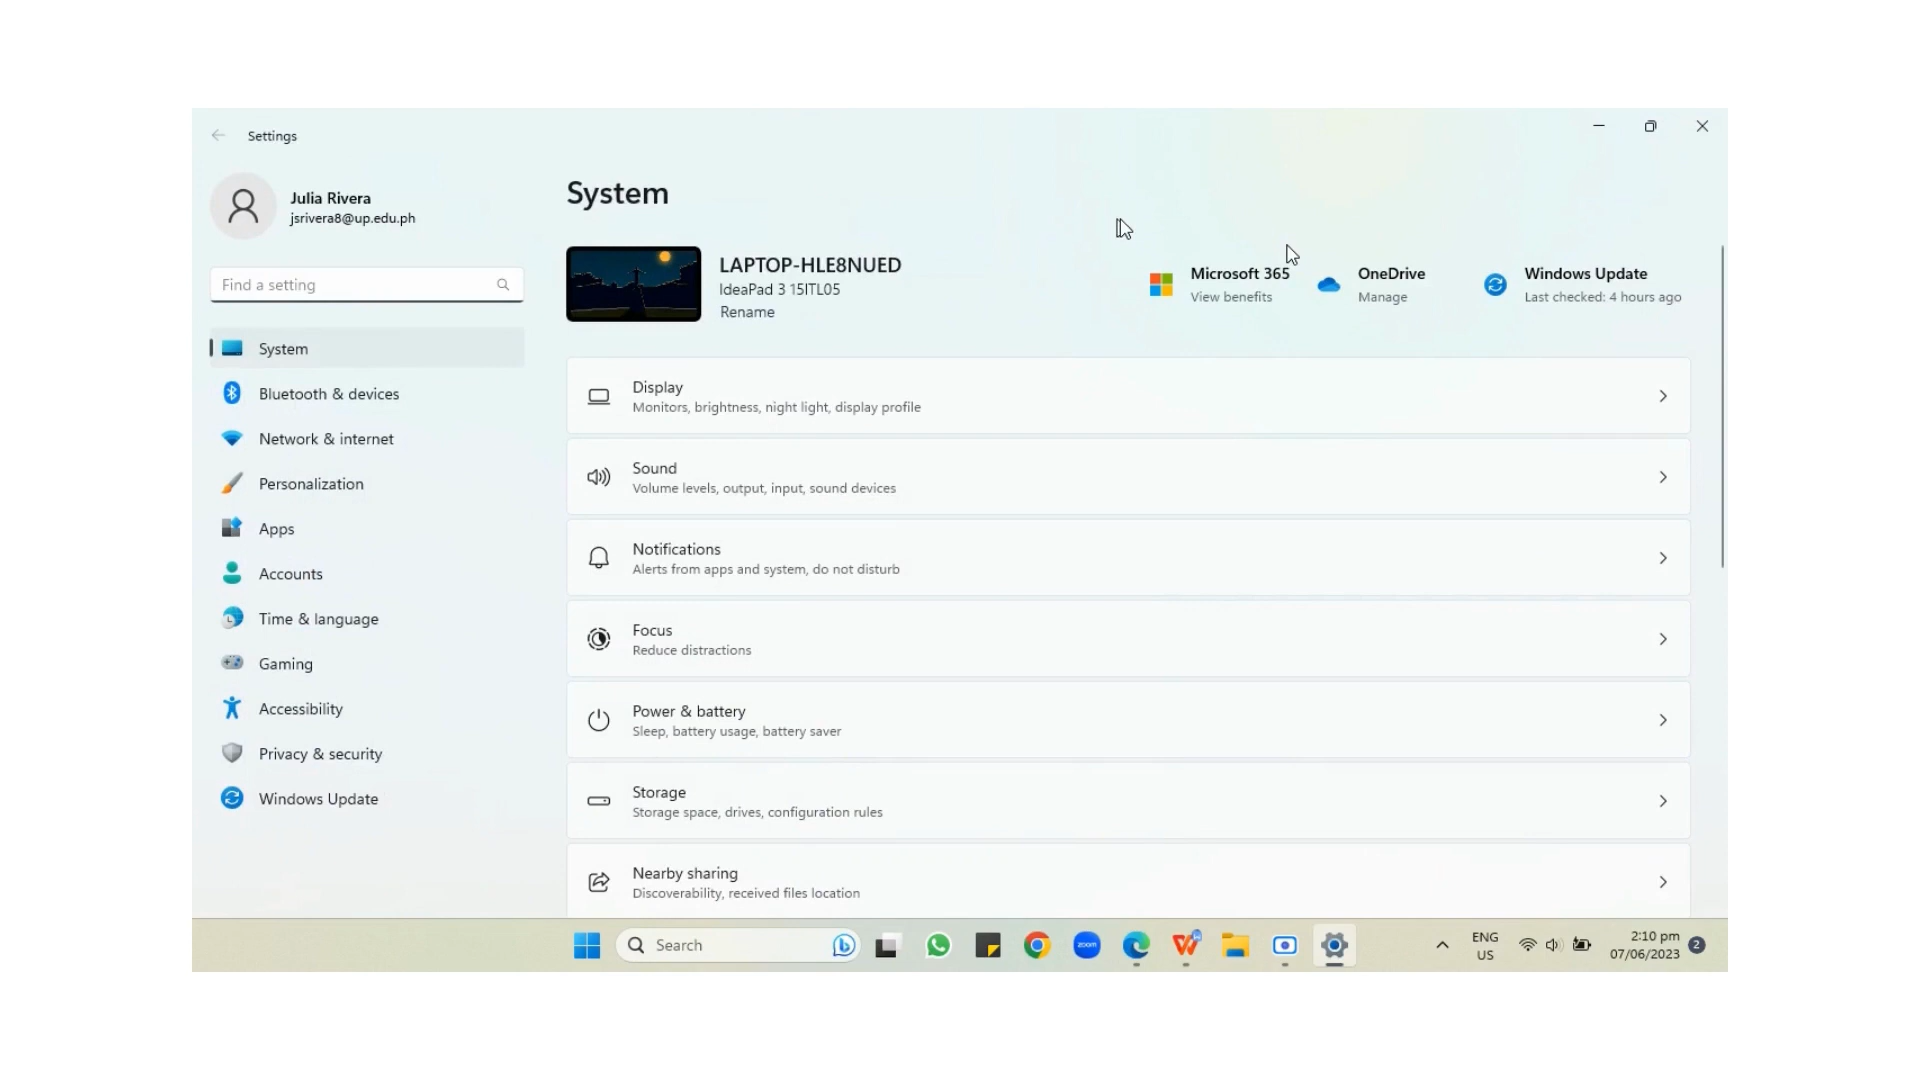 Settings
Julia Rivera
jsrivera8@up.edu.ph
Find a setting
System
Bluetooth & devices
Network & internet
Personalization
Apps
Accounts
Time & language
Gaming
Accessibility
Privacy & security
Windows Update
System
LAPTOP-HLE8NUED
IdeaPad 3 15ITL05
Rename
Microsoft 365
View benefits
OneDrive
Manage
Windows Update
Last checked: 4 hours ago
Display
Monitors, brightness, night light, display profile
Sound
Volume levels, output, input, sound devices
Notifications
Alerts from apps and system, do not disturb
Focus
Reduce distractions
Power & battery
Sleep, battery usage, battery saver
Storage
Storage space, drives, configuration rules
Nearby sharing
Discoverability, received files location
Search
zoom
ENG
US
2:10 pm
07/06/2023
2